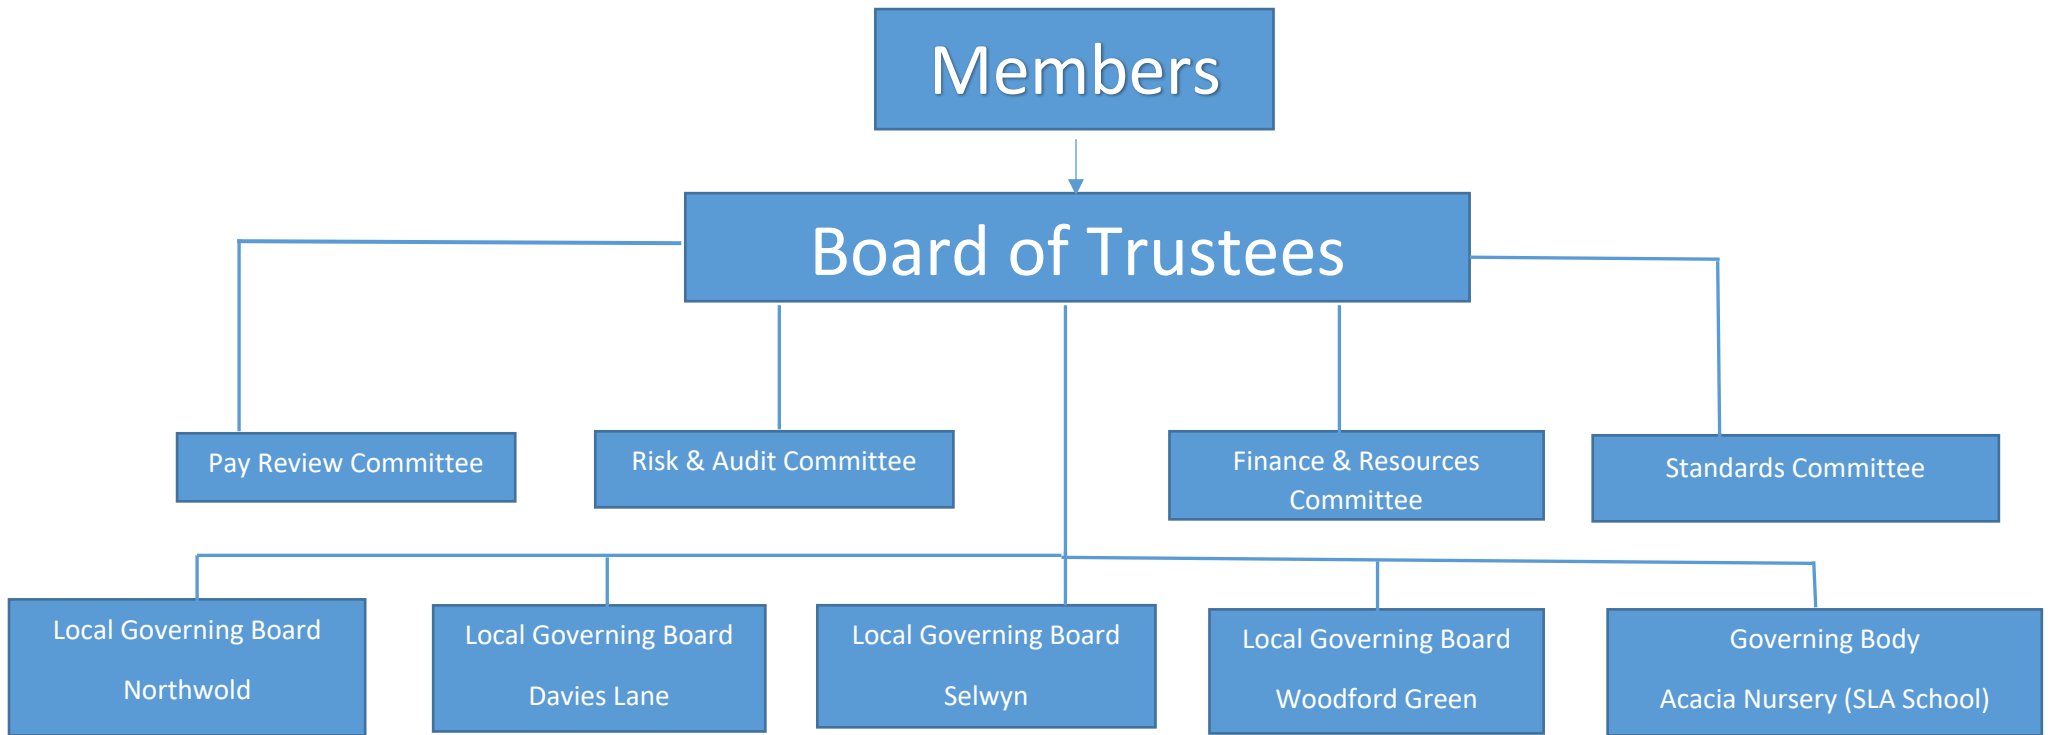 Members
Board of Trustees
Pay Review Committee
Risk & Audit Committee
Finance & Resources
Committee
Standards Committee
Local Governing Board
Northwold
Local Governing Board
Davies Lane
Local Governing Board
Selwyn
Local Governing Board
Woodford Green
Governing Body
Acacia Nursery (SLA School)